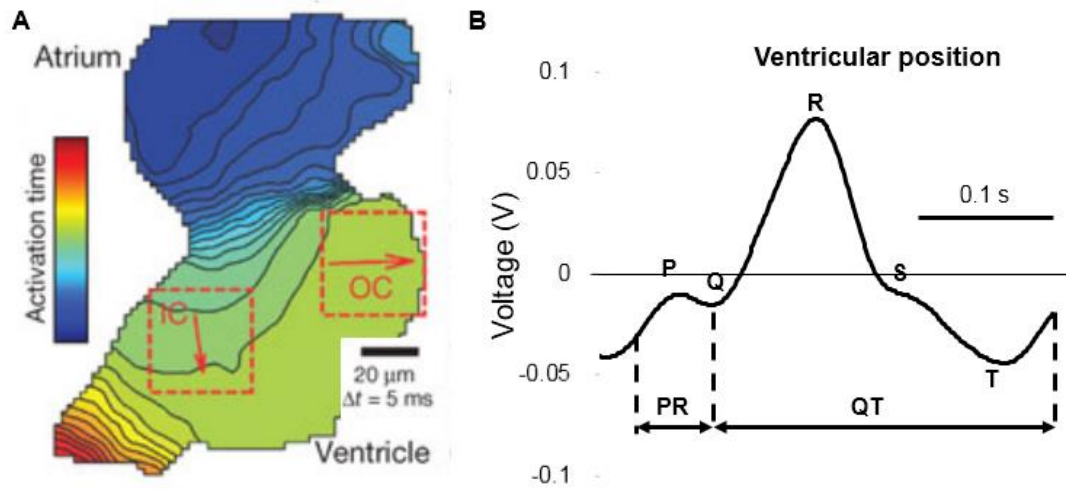 A
Atrium
Activation time
IC
OC
20 µm
Δt = 5 ms
Ventricle
B
Ventricular position
Voltage (V)
0.1
0.05
0
-0.05
-0.1
R
0.1 s
P
Q
S
T
PR
QT